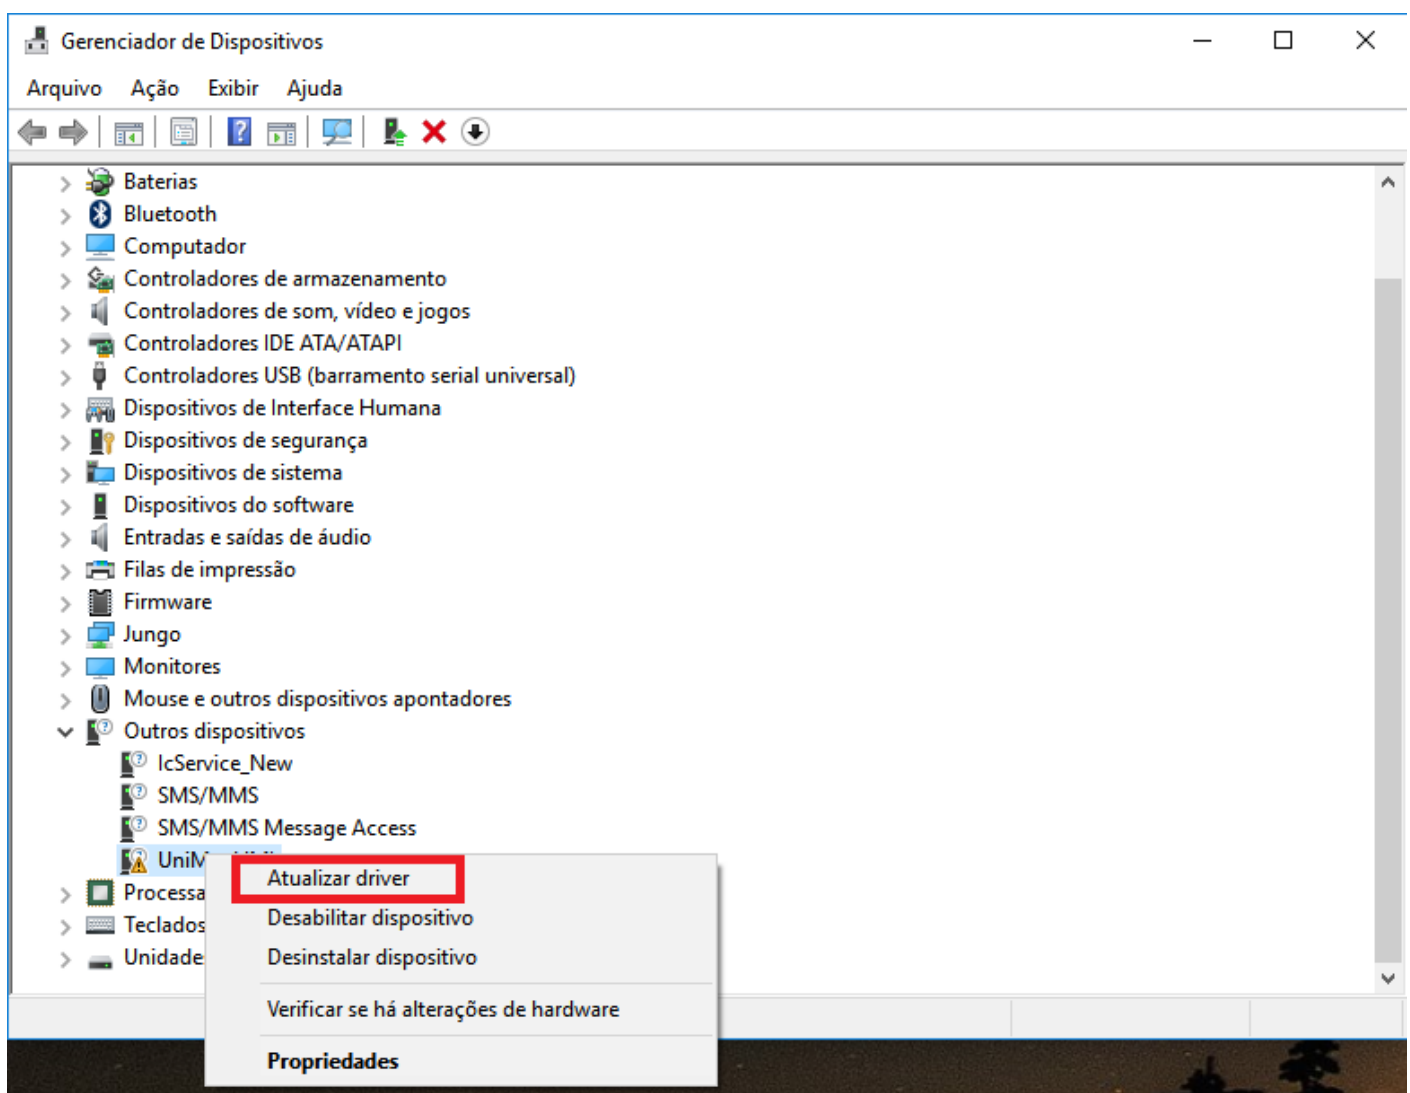 Gerenciador de Dispositivos
Arquivo Ação Exibir Ajuda
Baterias
Bluetooth
Computador
Controladores de armazenamento
Controladores de som, vídeo e jogos
Controladores IDE ATA/ATAPI
Controladores USB (barramento serial universal)
Dispositivos de Interface Humana
Dispositivos de segurança
Dispositivos de sistema
Dispositivos do software
Entradas e saídas de áudio
Filas de impressão
Firmware
Jungo
Monitores
Mouse e outros dispositivos apontadores
Outros dispositivos
IcService_New
SMS/MMS
SMS/MMS Message Access
Teclados
Atualizar driver
Desabilitar dispositivo
Desinstalar dispositivo
Verificar se há alterações de hardware
Propriedades